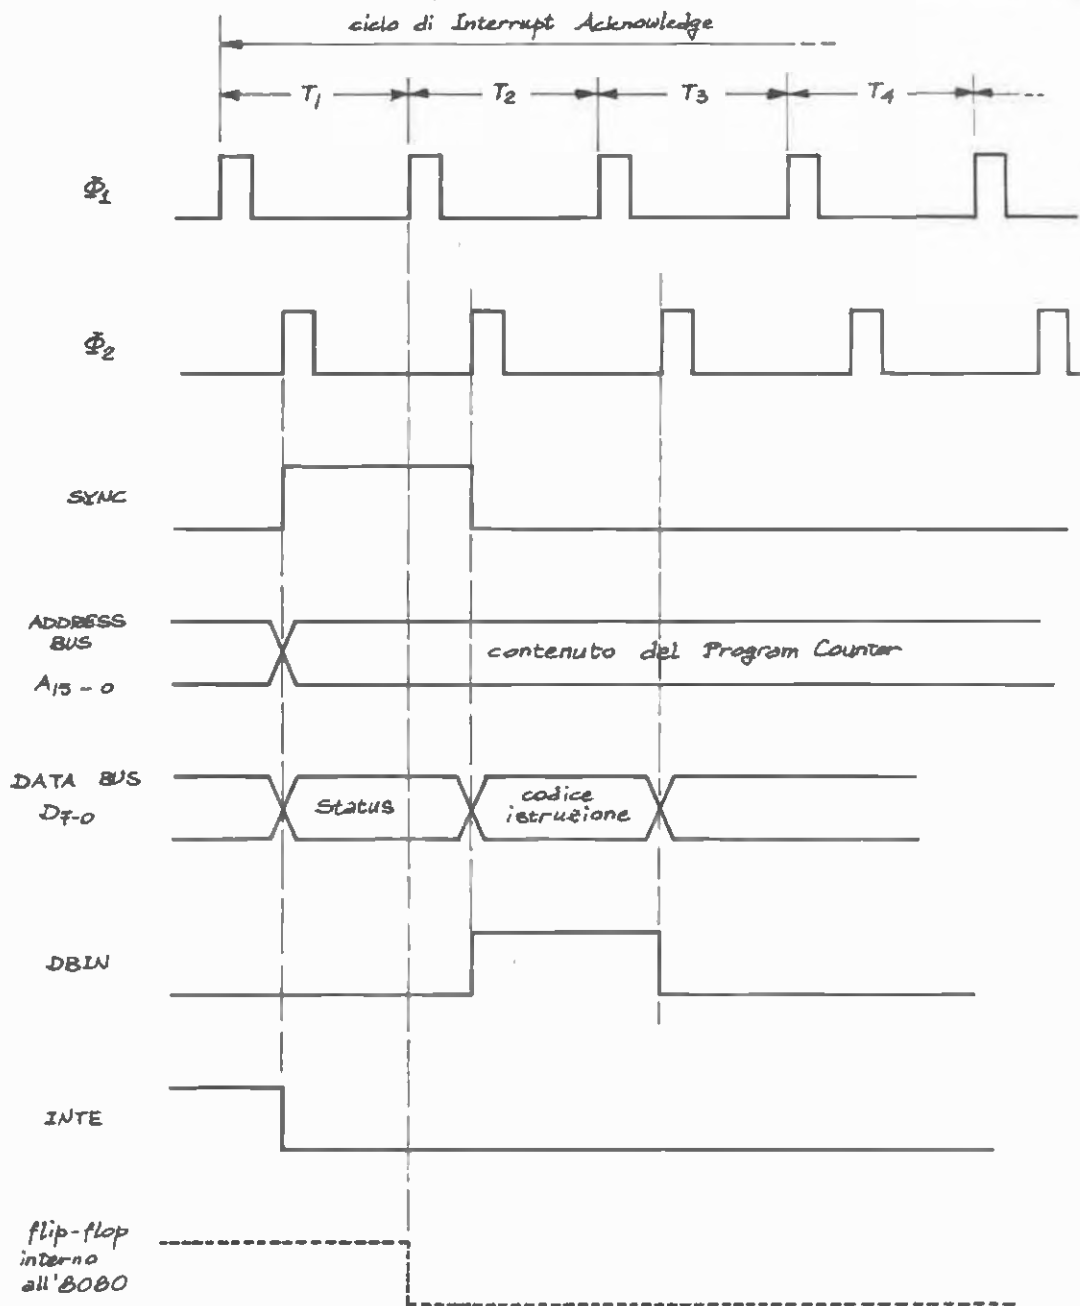 ciclo di Interrupt Acknowledge
T1 T2 T3 T4
Φ1
Φ2
SYNC
ADDRESS
BUS
A15-0
contenuto del Program Counter
DATA BUS
D7-0
Status
codice
istruzione
DBIN
INTE
flip-flop
interno
all'8080